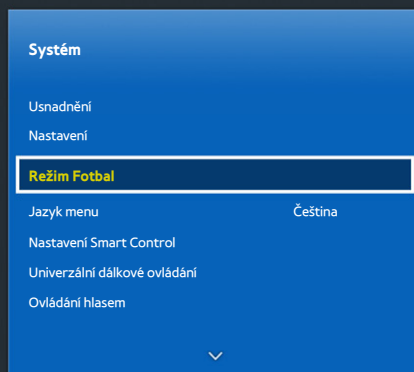 Systém
Usnadnění
Nastavení
Režim Fotbal
Jazyk menu Čeština
Nastavení Smart Control
Univerzální dálkové ovládání
Ovládání hlasem